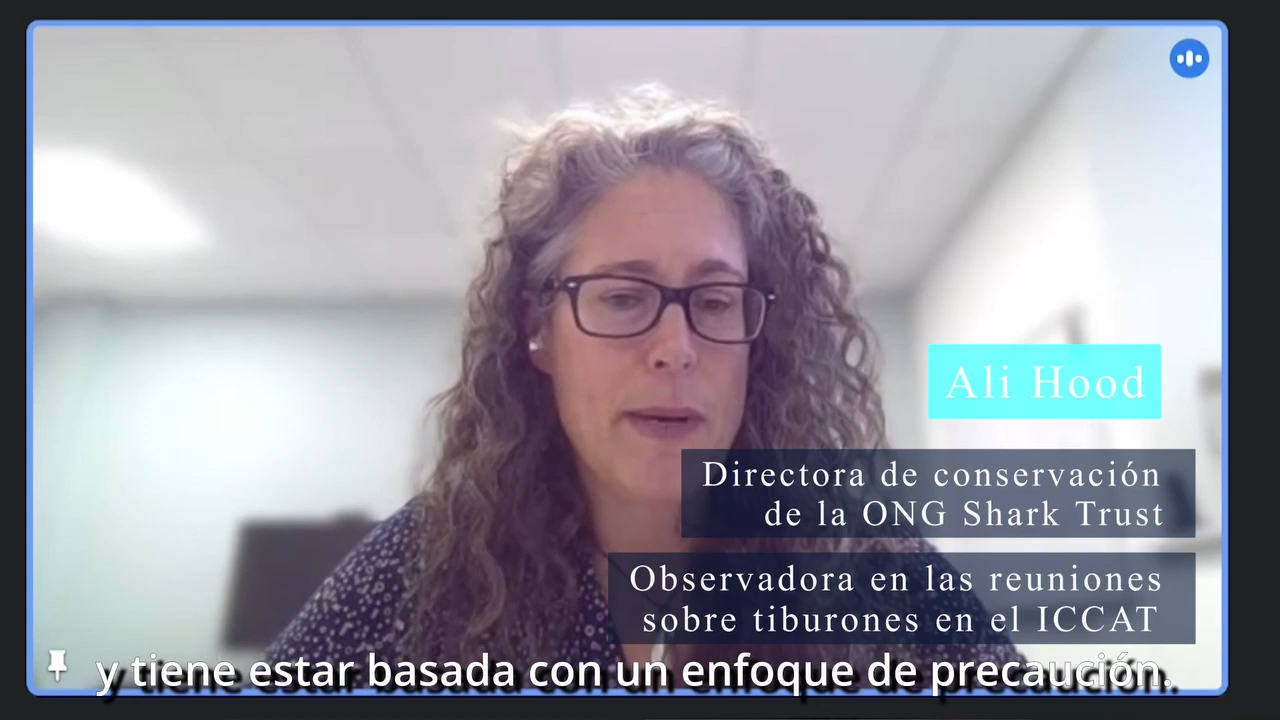 Ali Hood
Directora de conservación
de la ONG Shark Trust
Observadora en las reuniones
sobre tiburones en el ICCAT
y tiene estar basada con un enfoque de precaución.